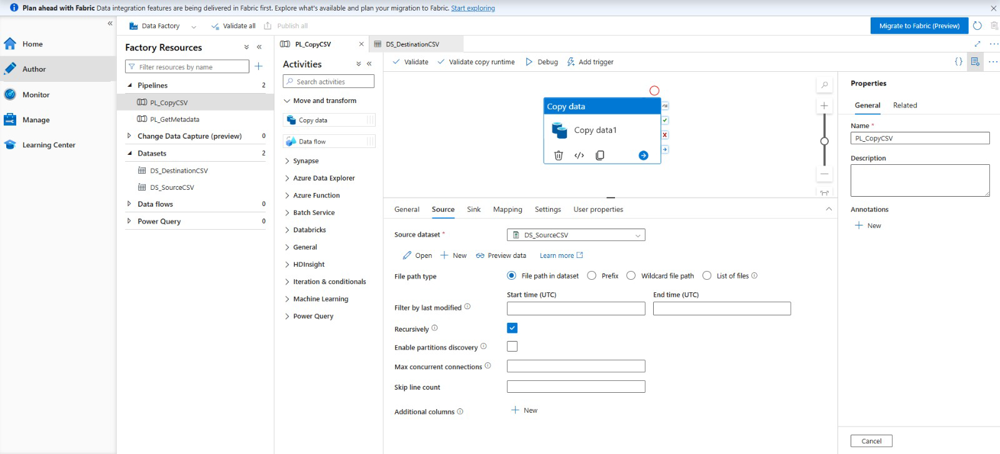 Plan ahead with Fabric Data integration features are being delivered in Fabric first. Explore what's available and plan your migration to Fabric. Start exploring
Home
Author
Monitor
Manage
Learning Center
Data Factory
Validate all
Publish all
Migrate to Fabric (Preview)
Factory Resources
Filter resources by name
Pipelines 2
PL_CopyCSV
PL_GetMetadata
Change Data Capture (preview) 0
Datasets 2
DS_DestinationCSV
DS_SourceCSV
Data flows 0
Power Query 0
PL_CopyCSV
DS_DestinationCSV
Activities
Search activities
Move and transform
Copy data
Data flow
Synapse
Azure Data Explorer
Azure Function
Batch Service
Databricks
General
HDInsight
Iteration & conditionals
Machine Learning
Power Query
Validate
Validate copy runtime
Debug
Add trigger
Copy data
Copy data1
General
Source
Sink
Mapping
Settings
User properties
Source dataset *
DS_SourceCSV
Open
New
Preview data
Learn more
File path type
File path in dataset
Prefix
Wildcard file path
List of files
Start time (UTC)
End time (UTC)
Filter by last modified
Recursively
Enable partitions discovery
Max concurrent connections
Skip line count
Additional columns
New
Properties
General
Related
Name *
PL_CopyCSV
Description
Annotations
New
Cancel